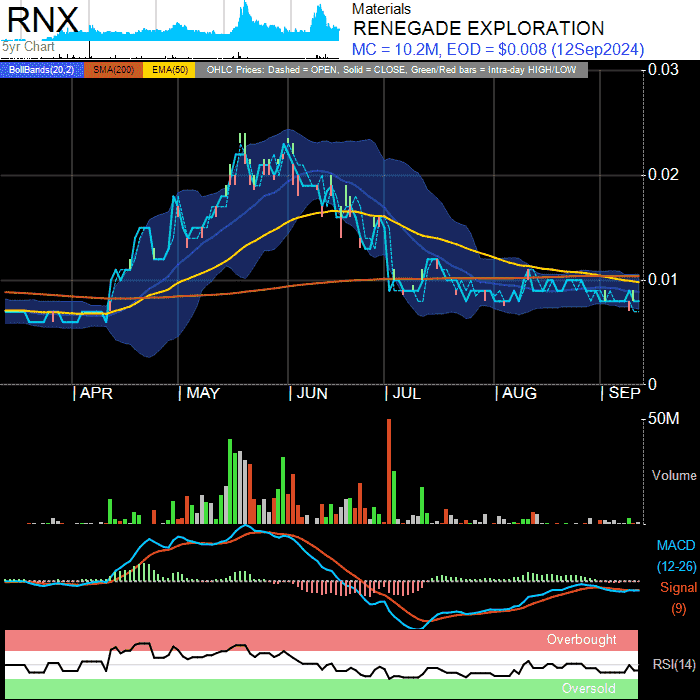 RNX
5yr Chart
Materials
RENEGADE EXPLORATION
MC = 10.2M, EOD = $0.008 (12Sep2024)
BollBands(20,2) SMA(200) EMA(50) OHLC Prices: Dashed = OPEN, Solid = CLOSE, Green/Red bars = Intra-day HIGH/LOW
0.03
0.02
0.01
0
APR MAY JUN JUL AUG SEP
50M
Volume
MACD
(12-26)
Signal
(9)
Overbought
RSI(14)
Oversold